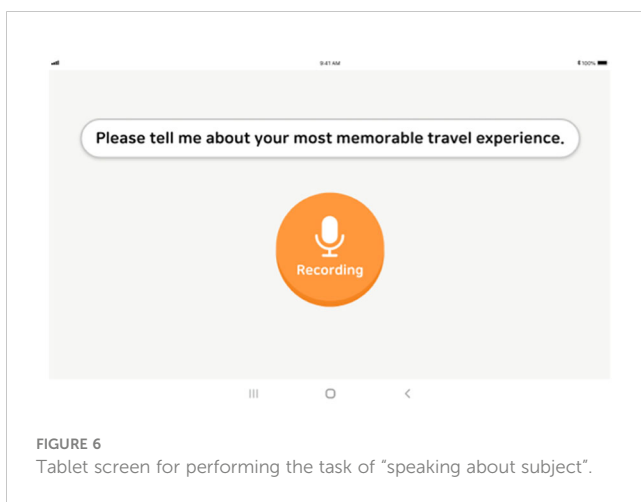 9:41 AM
100%
Please tell me about your most memorable travel experience.
Recording
FIGURE 6
Tablet screen for performing the task of “speaking about subject”.